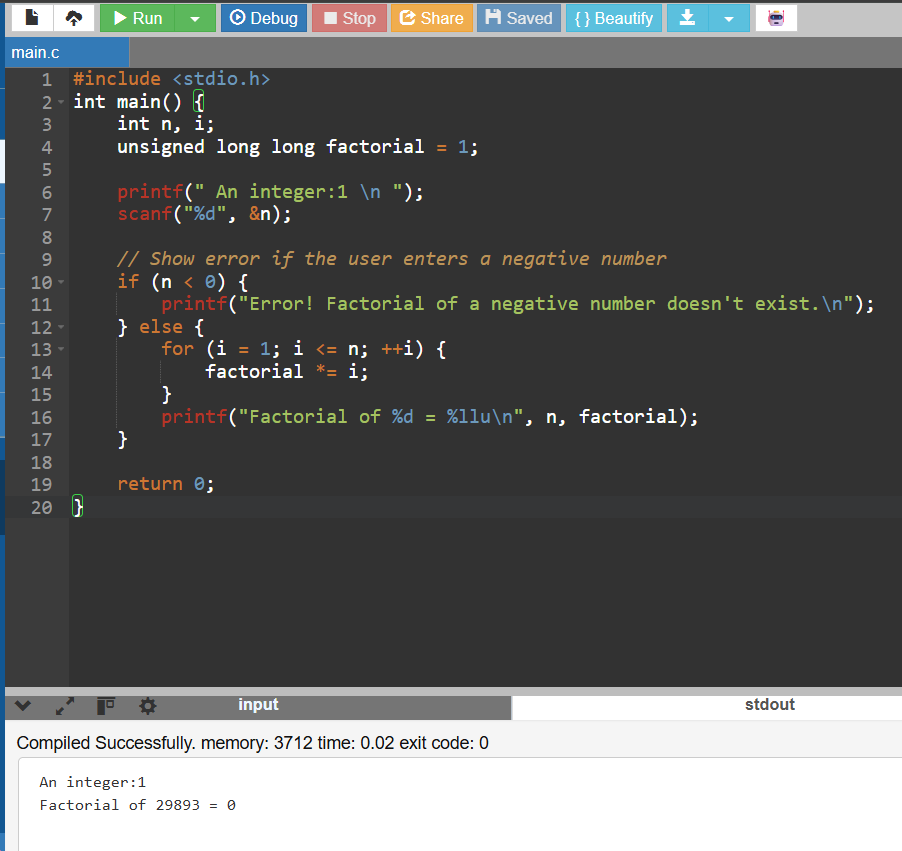 Run Debug Stop Share Saved {} Beautify
main.c
1 #include <stdio.h>
2 int main() {
3     int n, i;
4     unsigned long long factorial = 1;
5
6     printf(" An integer:1 \n ");
7     scanf("%d", &n);
8
9     // Show error if the user enters a negative number
10     if (n < 0) {
11         printf("Error! Factorial of a negative number doesn't exist.\n");
12     } else {
13         for (i = 1; i <= n; ++i) {
14             factorial *= i;
15         }
16         printf("Factorial of %d = %llu\n", n, factorial);
17     }
18
19     return 0;
20 }
input stdout
Compiled Successfully. memory: 3712 time: 0.02 exit code: 0
An integer:1
Factorial of 29893 = 0